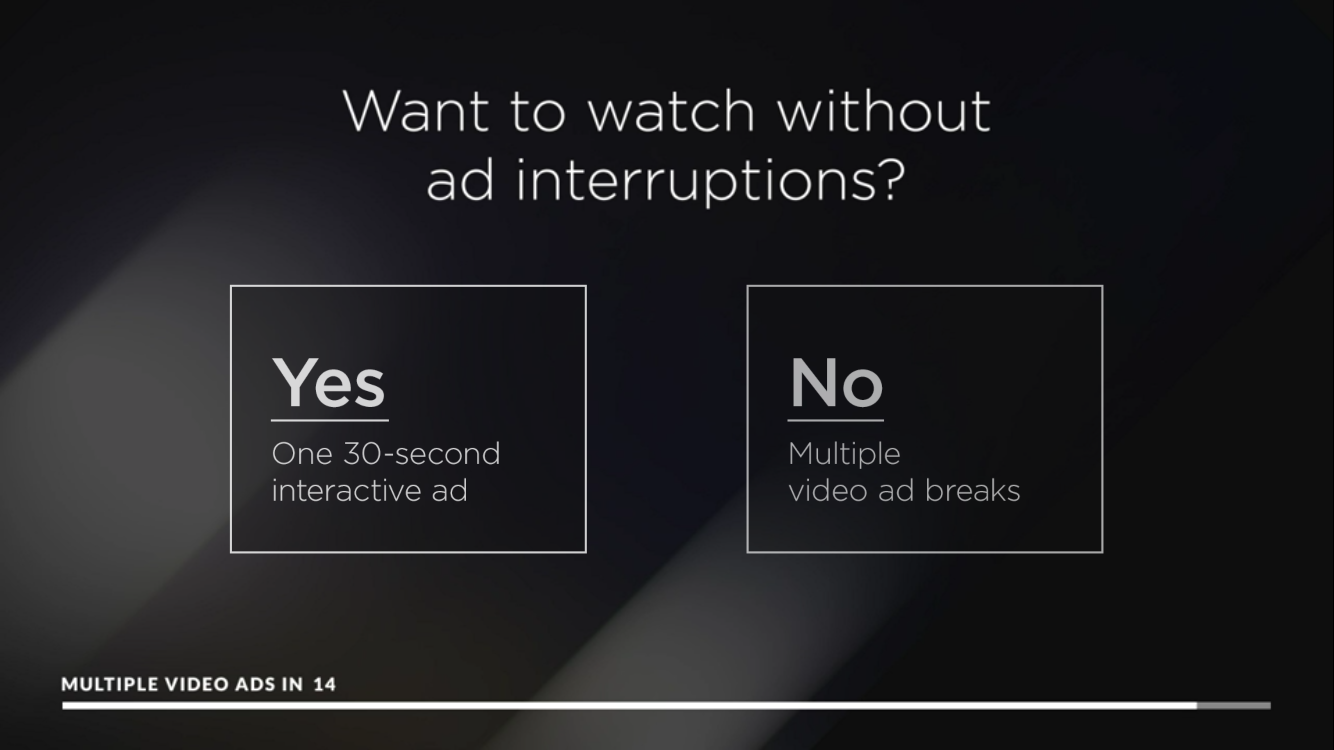 Want to watch without
ad interruptions?
Yes
One 30-second
interactive ad
No
Multiple
video ad breaks
MULTIPLE VIDEO ADS IN 14